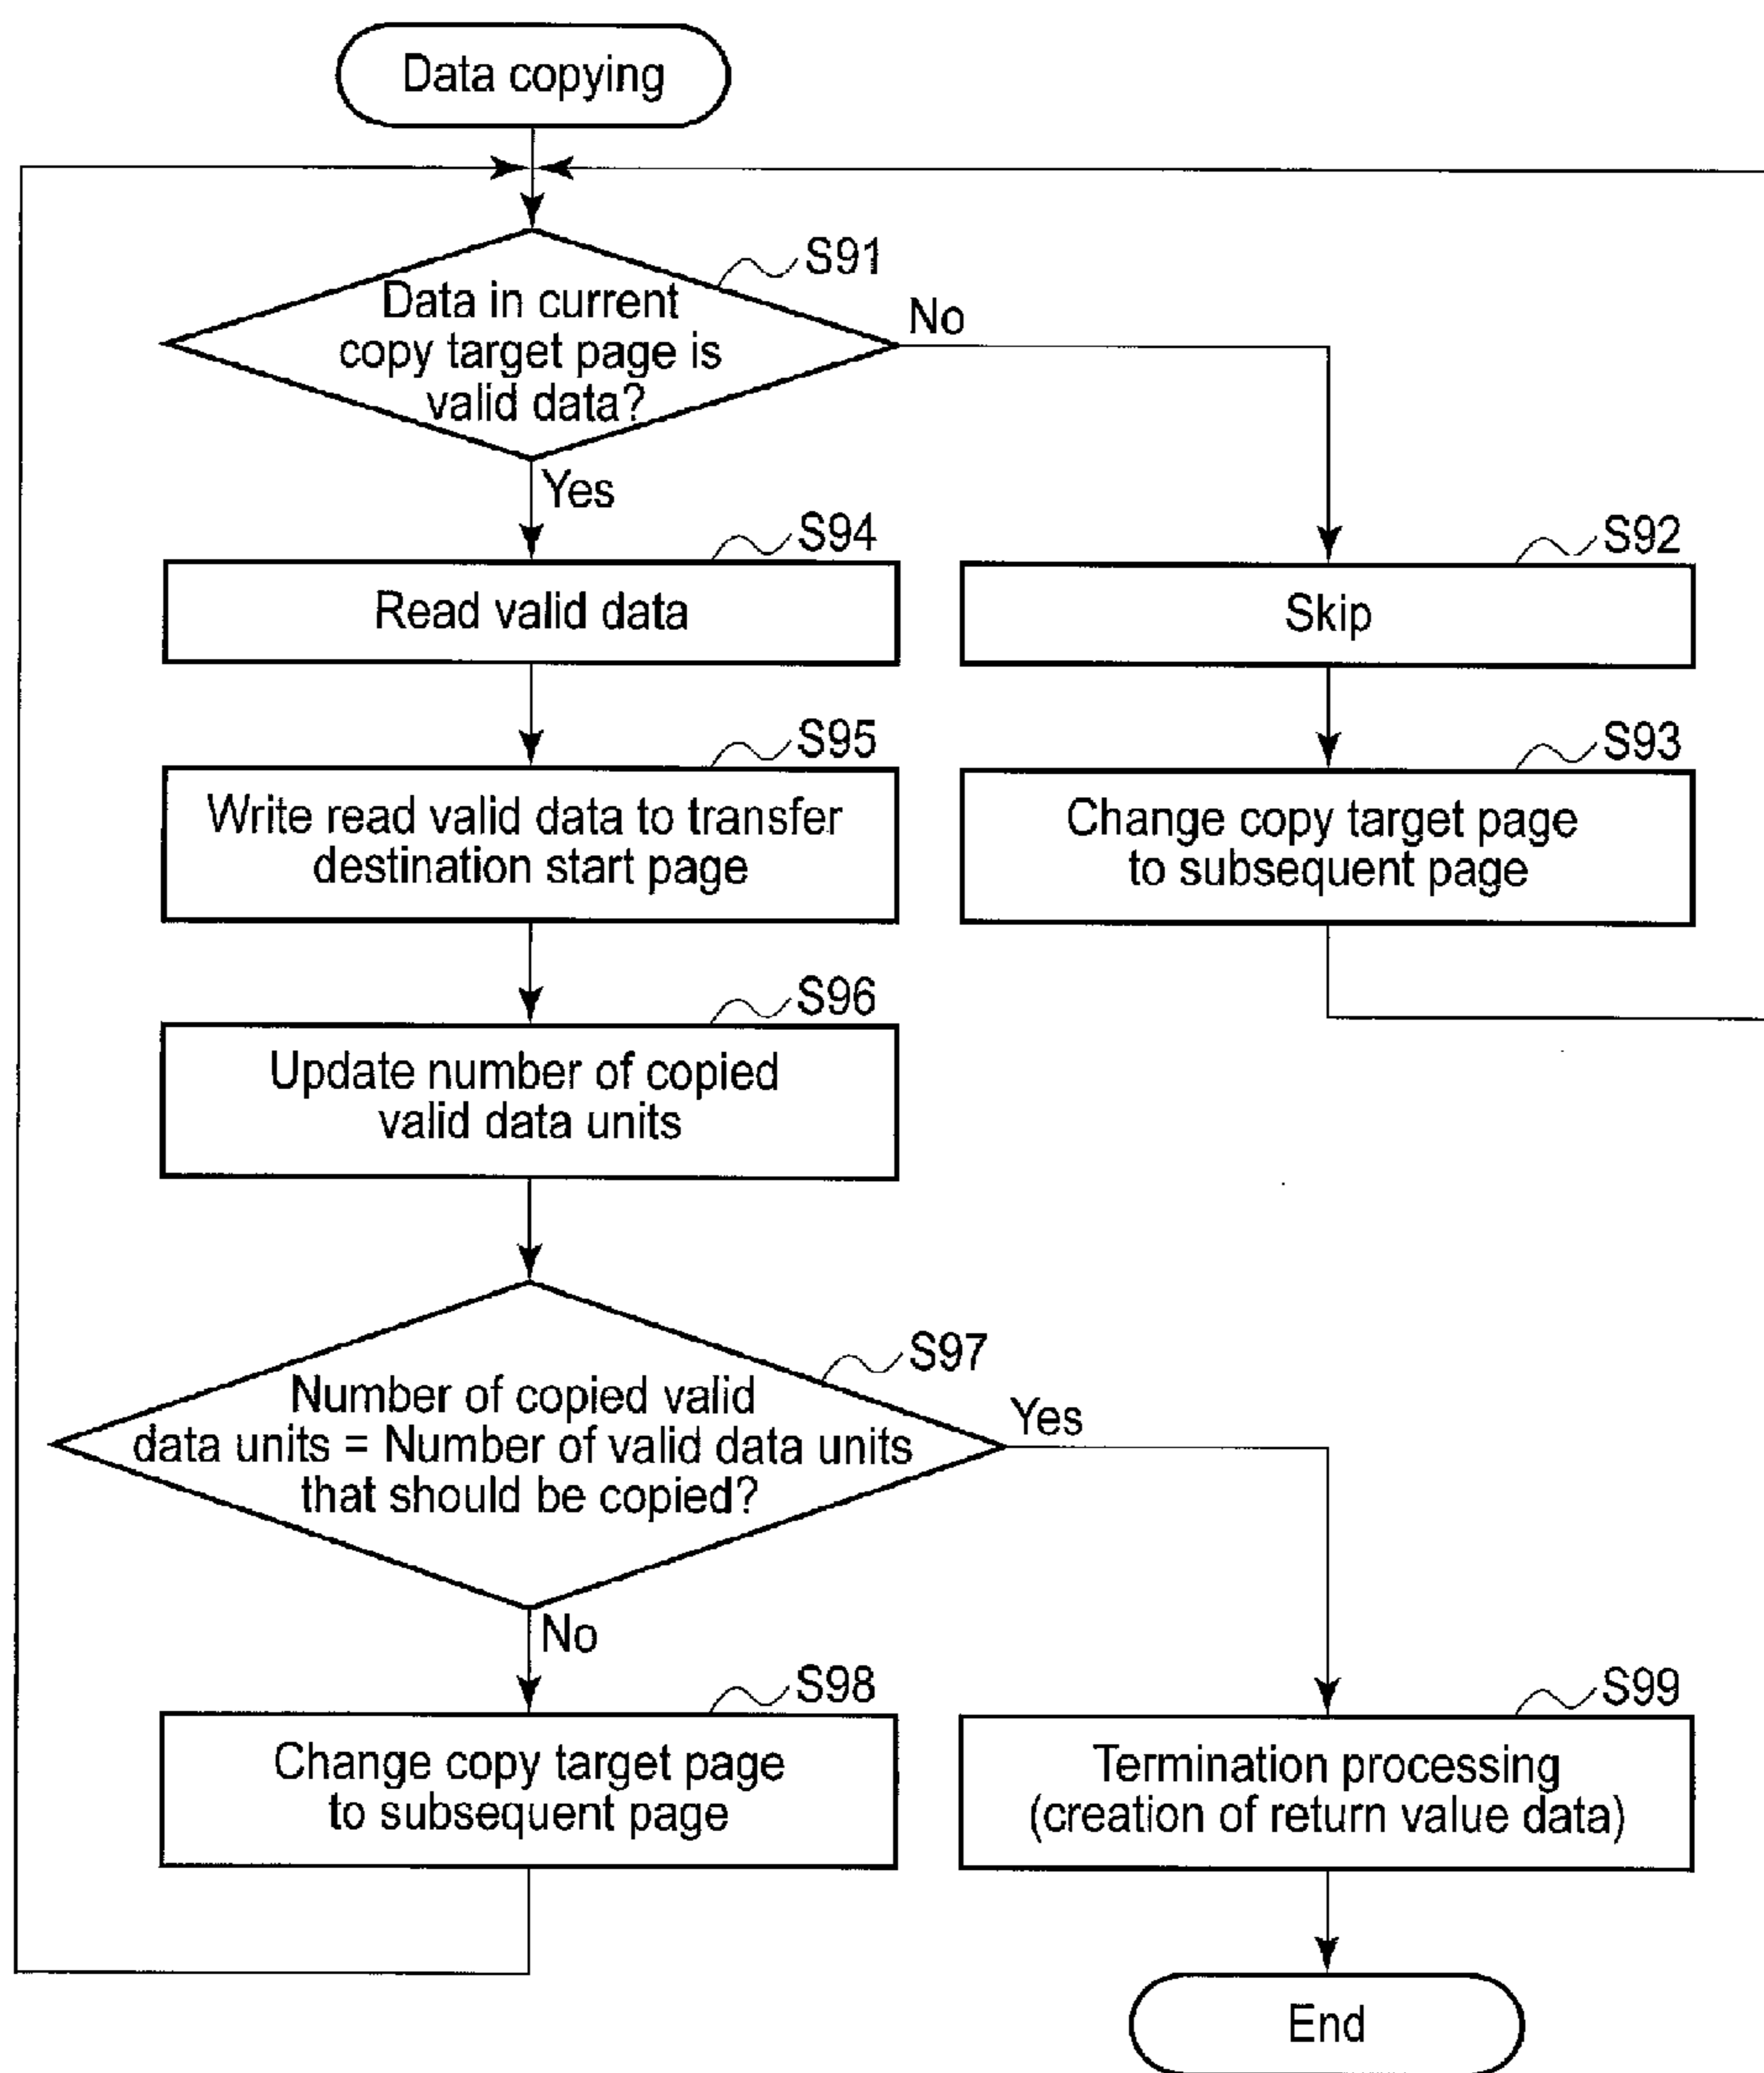 Data copying
S91
Data in current
copy target page is
valid data?
No
Yes
S94
Read valid data
S92
Skip
S95
Write read valid data to transfer
destination start page
S93
Change copy target page
to subsequent page
S96
Update number of copied
valid data units
S97
Number of copied valid
data units = Number of valid data units
that should be copied?
Yes
No
S98
Change copy target page
to subsequent page
S99
Termination processing
(creation of return value data)
End